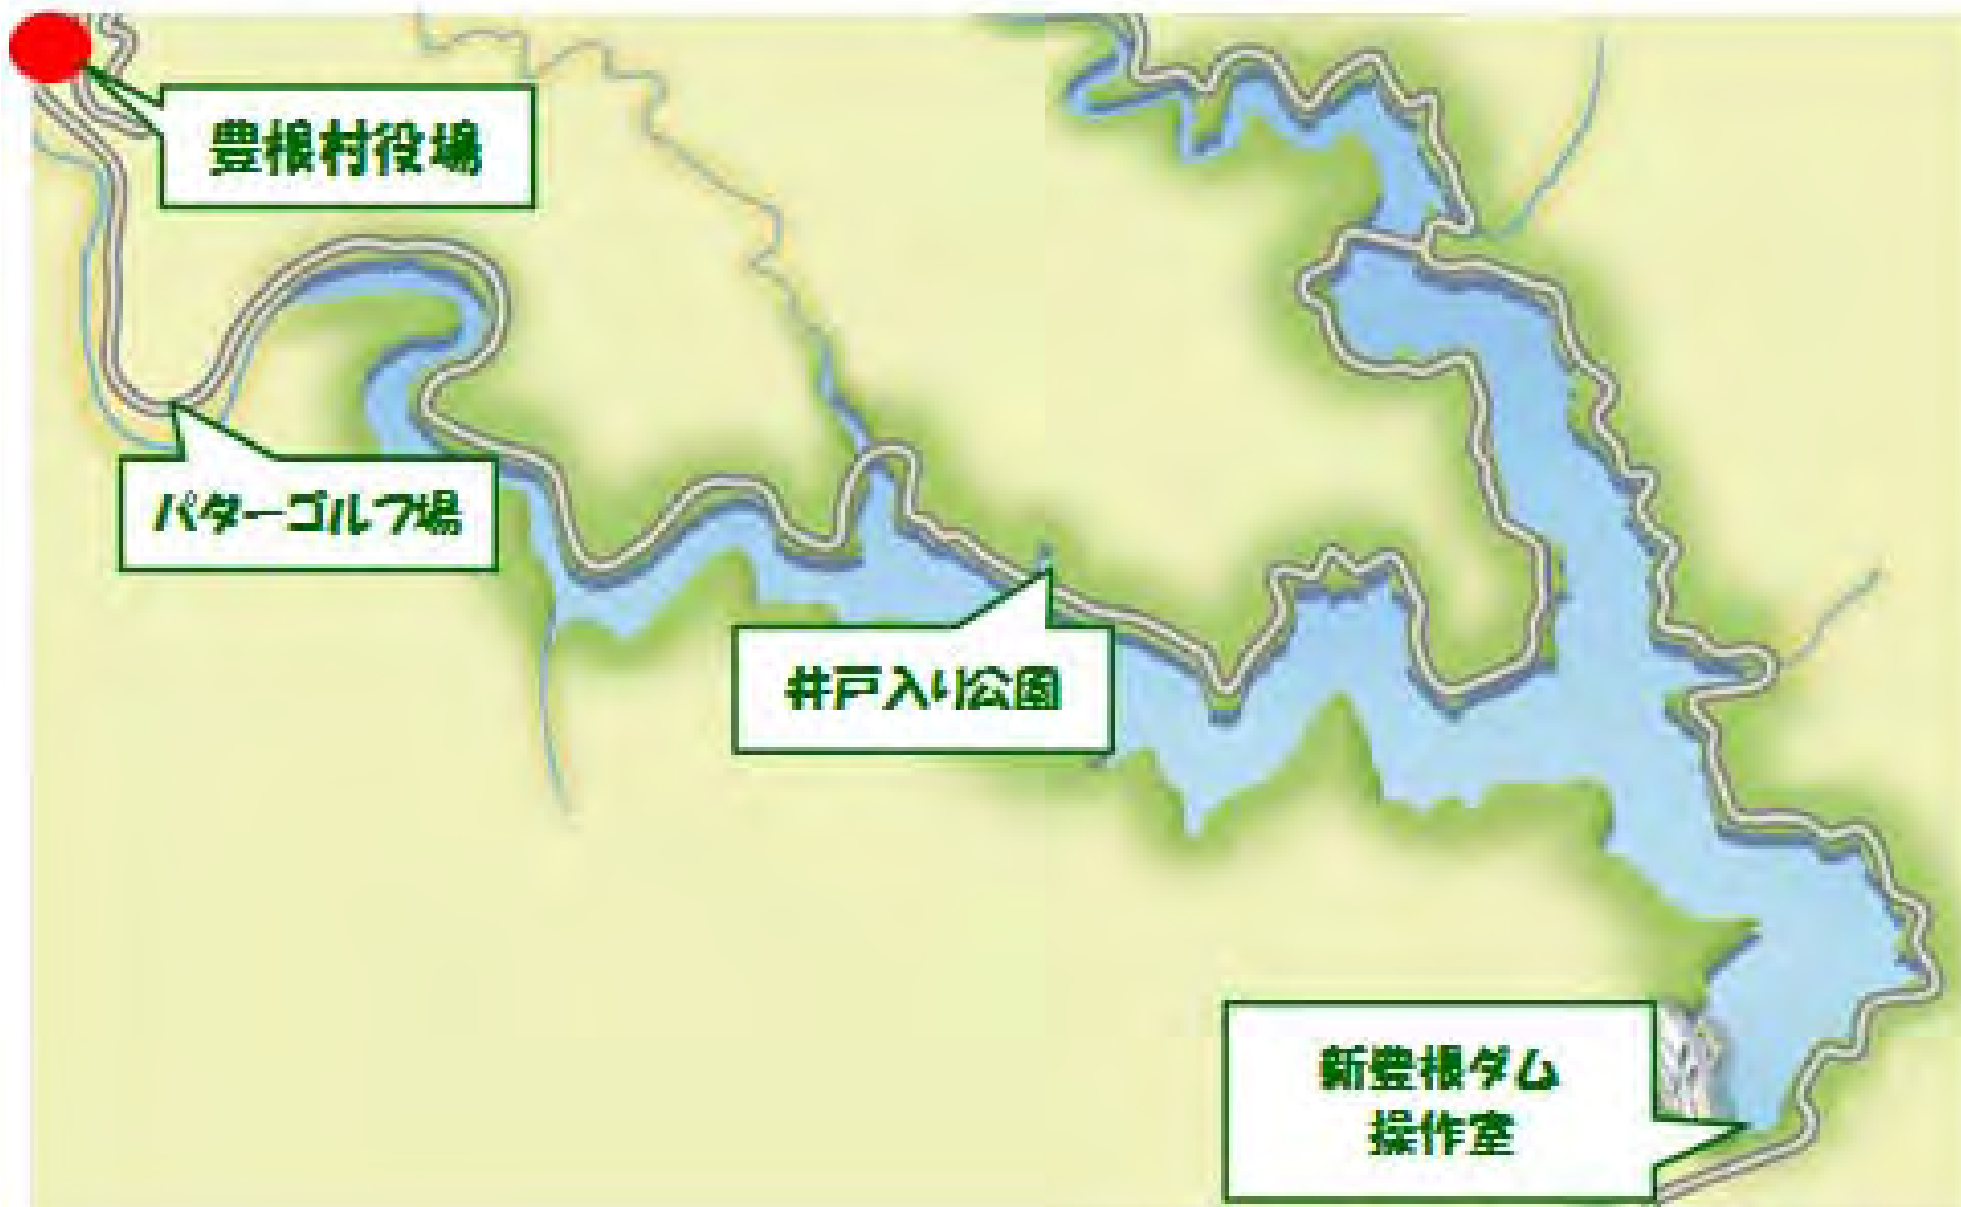 豊根村役場
パターゴルフ場
井戸入り公園
新豊根ダム
操作室